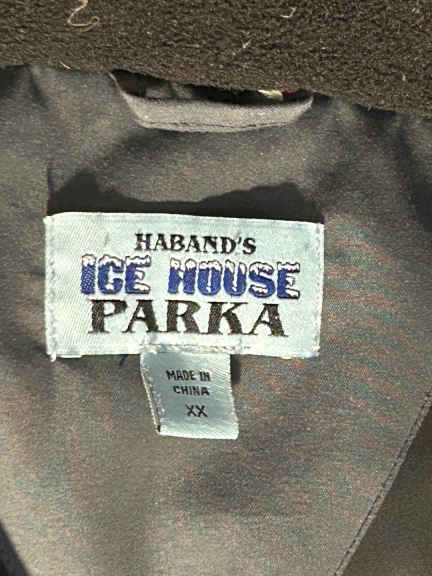 HABAND'S
ICE HOUSE
PARKA
MADE IN
CHINA
XX